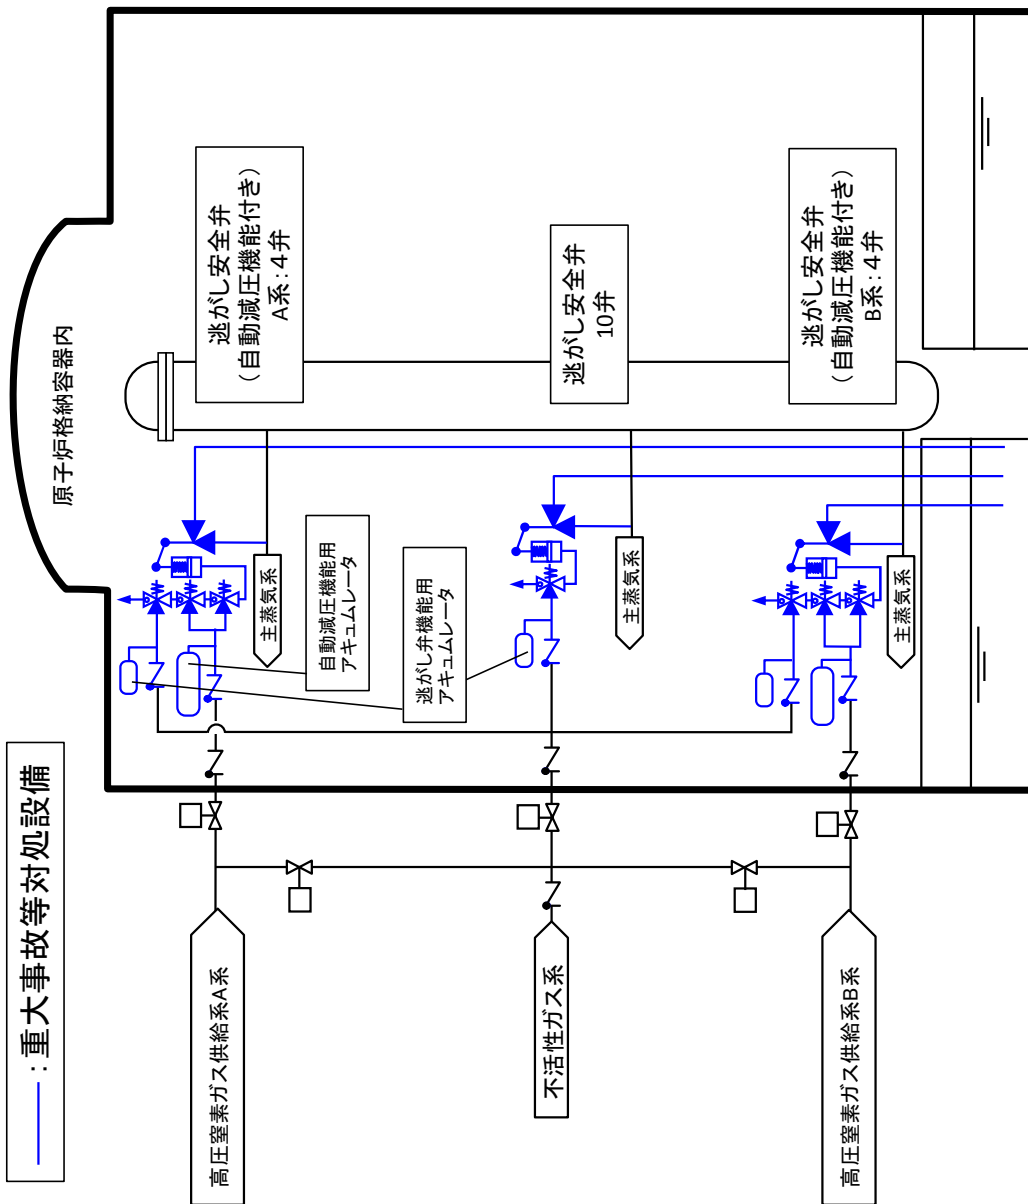 原子炉格納容器内
逃がし安全弁
(自動減圧機能付き)
A系:4弁
逃がし安全弁
10弁
逃がし安全弁
(自動減圧機能付き)
B系:4弁
主蒸気系
主蒸気系
主蒸気系
自動減圧機能用
アキュムレータ
逃がし弁機能用
アキュムレータ
:重大事故等対処設備
高圧窒素ガス供給系A系
不活性ガス系
高圧窒素ガス供給系B系